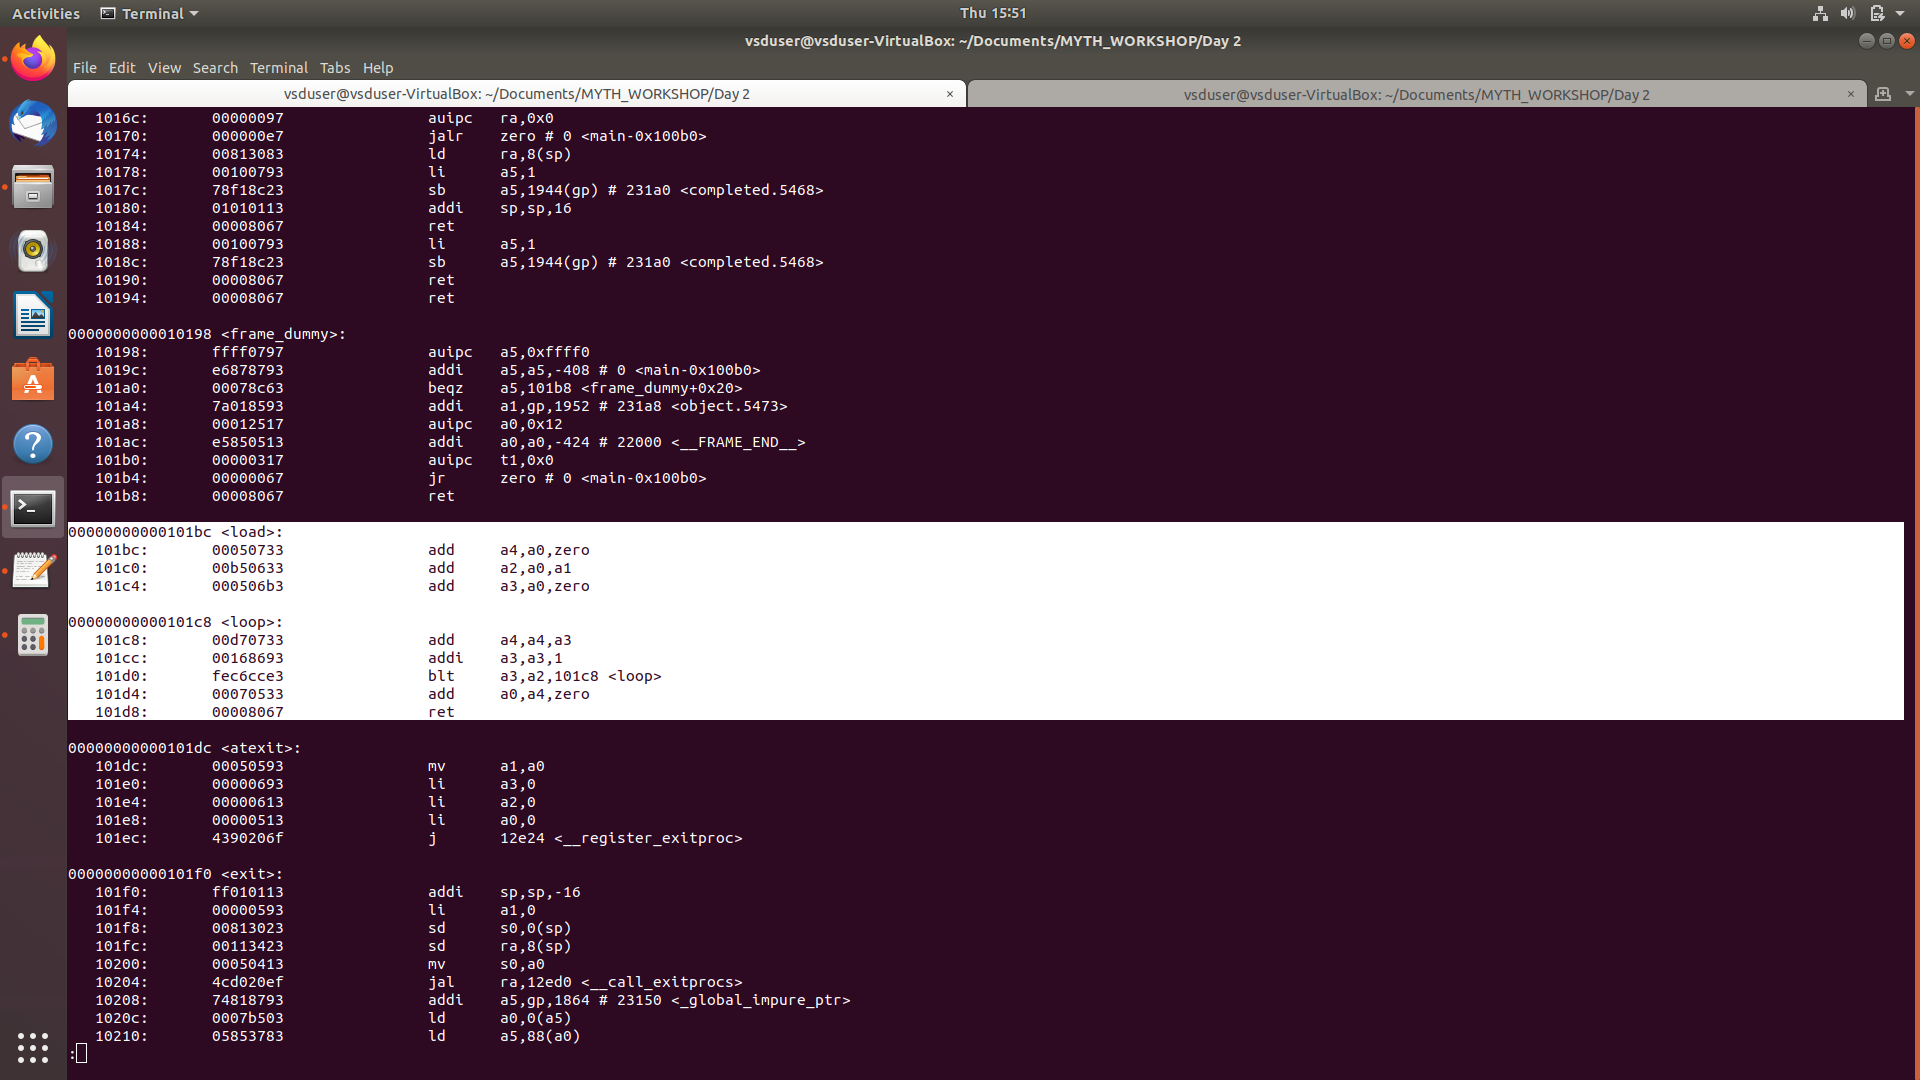 Activities Terminal Thu 15:51
vsduser@vsduser-VirtualBox: ~/Documents/MYTH_WORKSHOP/Day 2
File Edit View Search Terminal Tabs Help
vsduser@vsduser-VirtualBox: ~/Documents/MYTH_WORKSHOP/Day 2 × vsduser@vsduser-VirtualBox: ~/Documents/MYTH_WORKSHOP/Day 2 ×
1016c: 00000097 auipc ra,0x0
10170: 000000e7 jalr zero # 0 <main-0x100b0>
10174: 00813083 ld ra,8(sp)
10178: 00100793 li a5,1
1017c: 78f18c23 sb a5,1944(gp) # 231a0 <completed.5468>
10180: 01010113 addi sp,sp,16
10184: 00008067 ret
10188: 00100793 li a5,1
1018c: 78f18c23 sb a5,1944(gp) # 231a0 <completed.5468>
10190: 00008067 ret
10194: 00008067 ret
0000000000010198 <frame_dummy>:
10198: ffff0797 auipc a5,0xffff0
1019c: e6878793 addi a5,a5,-408 # 0 <main-0x100b0>
101a0: 00078c63 beqz a5,101b8 <frame_dummy+0x20>
101a4: 7a018593 addi a1,gp,1952 # 231a8 <object.5473>
101a8: 00012517 auipc a0,0x12
101ac: e5850513 addi a0,a0,-424 # 22000 <__FRAME_END__>
101b0: 00000317 auipc t1,0x0
101b4: 00000067 jr zero # 0 <main-0x100b0>
101b8: 00008067 ret
00000000000101bc <load>:
101bc: 00050733 add a4,a0,zero
101c0: 00b50633 add a2,a0,a1
101c4: 000506b3 add a3,a0,zero
00000000000101c8 <loop>:
101c8: 00d70733 add a4,a4,a3
101cc: 00168693 addi a3,a3,1
101d0: fec6cce3 blt a3,a2,101c8 <loop>
101d4: 00070533 add a0,a4,zero
101d8: 00008067 ret
00000000000101dc <atexit>:
101dc: 00050593 mv a1,a0
101e0: 00000693 li a3,0
101e4: 00000613 li a2,0
101e8: 00000513 li a0,0
101ec: 4390206f j 12e24 <__register_exitproc>
00000000000101f0 <exit>:
101f0: ff010113 addi sp,sp,-16
101f4: 00000593 li a1,0
101f8: 00813023 sd s0,0(sp)
101fc: 00113423 sd ra,8(sp)
10200: 00050413 mv s0,a0
10204: 4cd020ef jal ra,12ed0 <__call_exitprocs>
10208: 74818793 addi a5,gp,1864 # 23150 <_global_impure_ptr>
1020c: 0007b503 ld a0,0(a5)
10210: 05853783 ld a5,88(a0)
: